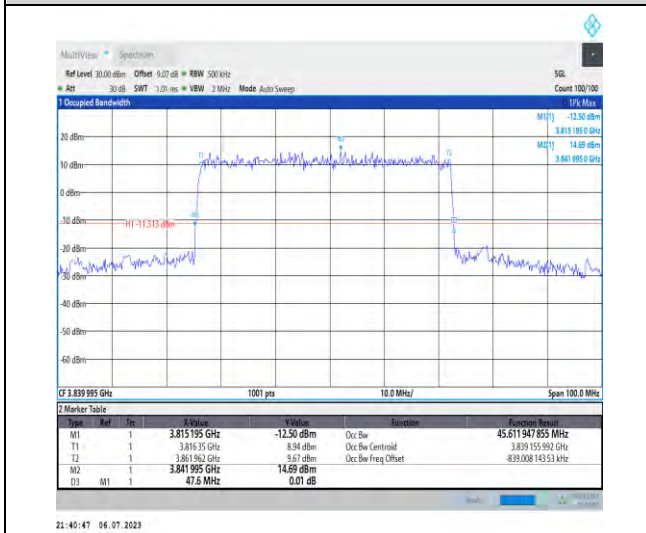 MultiView Spectrum
Ref Level 30.00 dBm Offset 9.07 dB RBW 500 kHz SGL
Att 30 dB SWT 1.01 ms VBW 2 MHz Mode Auto Sweep Count 100/100
1 Occupied Bandwidth 1Pk Max
M1[1] -12.50 dBm
3.815 195 0 GHz
M2[1] 14.69 dBm
3.841 995 0 GHz
20 dBm
10 dBm
0 dBm
-10 dBm
H1 -11.313 dBm
-20 dBm
-30 dBm
-40 dBm
-50 dBm
-60 dBm
M2
T1
T2
M1
D3
CF 3.839 995 GHz 1001 pts 10.0 MHz/ Span 100.0 MHz
2 Marker Table
Type Ref Trc X-Value Y-Value Function Function Result
M1 1 3.815195 GHz -12.50 dBm Occ Bw 45.611 947 855 MHz
T1 1 3.81635 GHz 8.94 dBm Occ Bw Centroid 3.839 155 992 GHz
T2 1 3.861962 GHz 9.67 dBm Occ Bw Freq Offset -839.008 143 53 kHz
M2 1 3.841 995 GHz 14.69 dBm
D3 M1 1 47.6 MHz 0.01 dB
21:40:47 06.07.2023